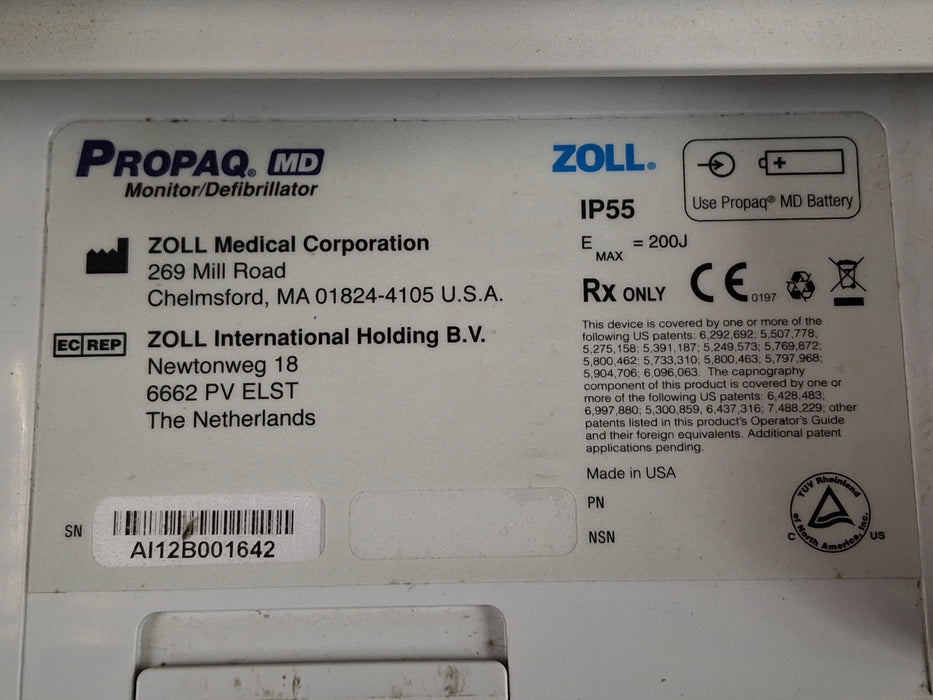 PROPAQ® MD
Monitor/Defibrillator
ZOLL Medical Corporation
269 Mill Road
Chelmsford, MA 01824-4105 U.S.A.
EC REP
ZOLL International Holding B.V.
Newtonweg 18
6662 PV ELST
The Netherlands
SN
AI12B001642
ZOLL®
Use Propaq® MD Battery
IP55
E MAX = 200J
Rx ONLY
CE 0197
This device is covered by one or more of the
following US patents: 6,292,692; 5,507,778;
5,275,158; 5,391,187; 5,249,573; 5,769,872;
5,800,462; 5,733,310; 5,800,463; 5,797,968;
5,904,706; 6,096,063. The capnography
component of this product is covered by one or
more of the following US patents: 6,428,483;
6,997,880; 5,300,859, 6,437,316; 7,488,229; other
patents listed in this product's Operator's Guide
and their foreign equivalents. Additional patent
applications pending.
Made in USA
PN
NSN
TUV Rheinland
of North America, Inc.
C US